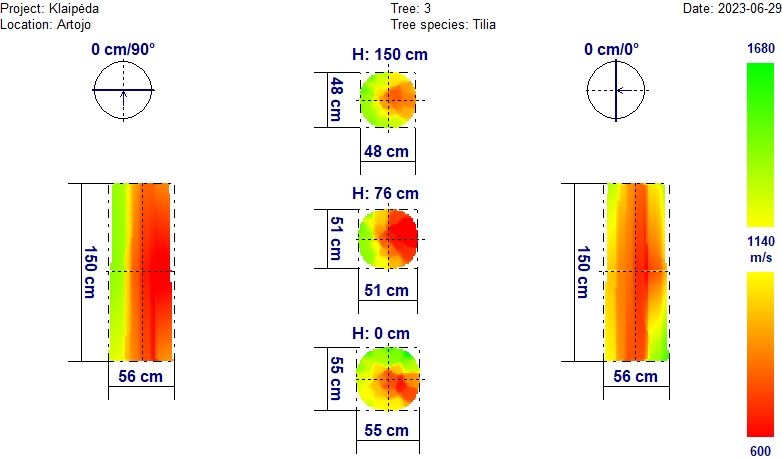 Project: Klaipėda
Tree: 3
Date: 2023-06-29
Location: Artojo
Tree species: Tilia
0 cm/90°
H: 150 cm
0 cm/0°
1680
48 cm
48 cm
H: 76 cm
150 cm
51 cm
150 cm
1140
m/s
51 cm
H: 0 cm
55 cm
56 cm
56 cm
55 cm
600